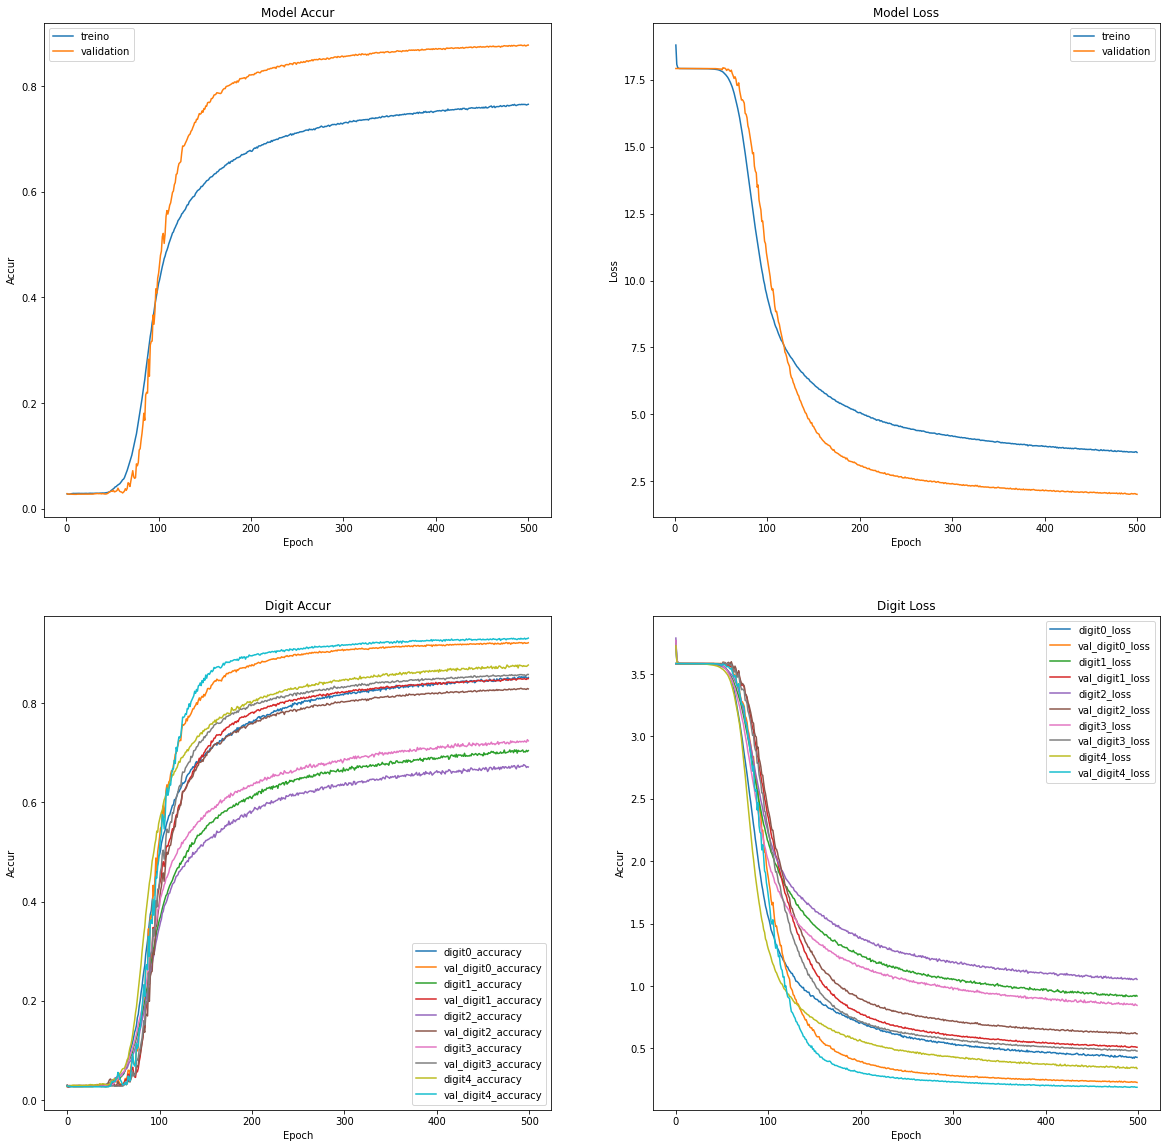 Model Accur
treino
validation
Accur
0.8
0.6
0.4
0.2
0.0
0
100
200
300
400
500
Epoch
Model Loss
treino
validation
Loss
17.5
15.0
12.5
10.0
7.5
5.0
2.5
0
100
200
300
400
500
Epoch
Digit Accur
Accur
0.8
0.6
0.4
0.2
0.0
digit0_accuracy
val_digit0_accuracy
digit1_accuracy
val_digit1_accuracy
digit2_accuracy
val_digit2_accuracy
digit3_accuracy
val_digit3_accuracy
digit4_accuracy
val_digit4_accuracy
0
100
200
300
400
500
Epoch
Digit Loss
digit0_loss
val_digit0_loss
digit1_loss
val_digit1_loss
digit2_loss
val_digit2_loss
digit3_loss
val_digit3_loss
digit4_loss
val_digit4_loss
Accur
3.5
3.0
2.5
2.0
1.5
1.0
0.5
0
100
200
300
400
500
Epoch